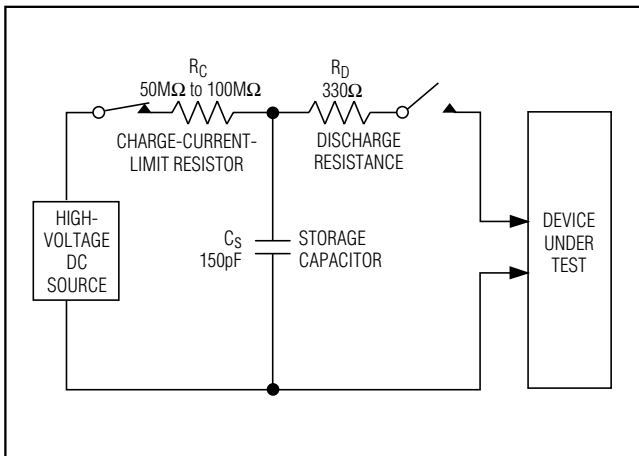 R_C
50MΩ to 100MΩ
CHARGE-CURRENT-
LIMIT RESISTOR
R_D
330Ω
DISCHARGE
RESISTANCE
HIGH-
VOLTAGE
DC
SOURCE
C_S
150pF
STORAGE
CAPACITOR
DEVICE
UNDER
TEST